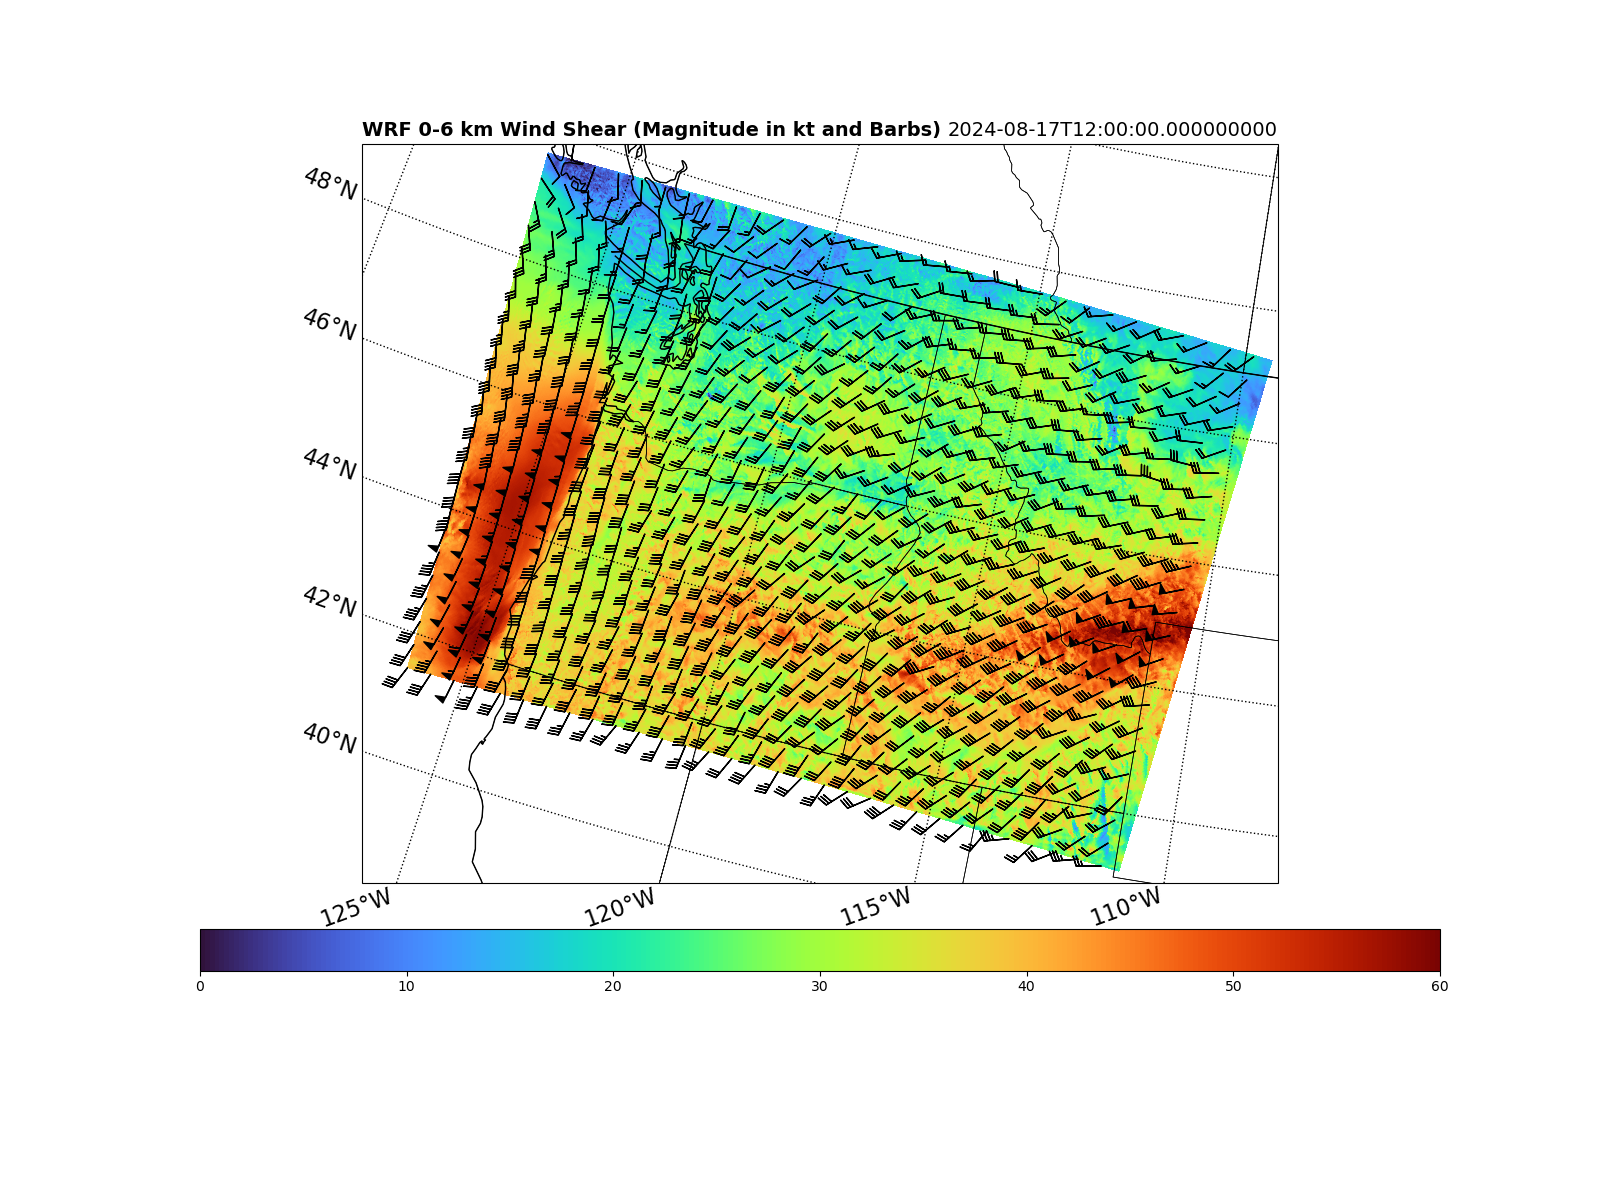 WRF 0-6 km Wind Shear (Magnitude in kt and Barbs) 2024-08-17T12:00:00.000000000
48°N
46°N
44°N
42°N
40°N
125°W 120°W 115°W 110°W
0 10 20 30 40 50 60